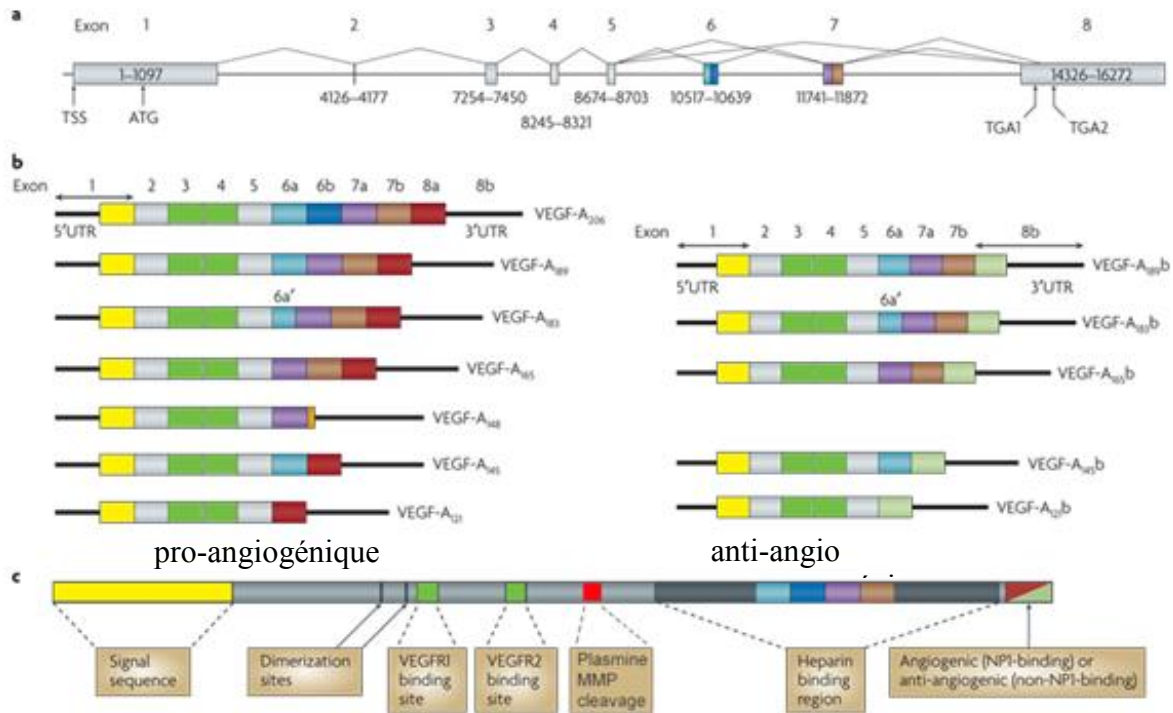 a
Exon 1 2 3 4 5 6 7 8
1–1097 14326–16272
4126–4177 7254–7450 8674–8703 10517–10639 11741–11872
8245–8321
TSS ATG TGA1 TGA2
b
Exon 1 2 3 4 5 6a 6b 7a 7b 8a 8b
VEGF-A206
5'UTR 3'UTR
VEGF-A189
6a'
VEGF-A183
VEGF-A165
VEGF-A148
VEGF-A145
VEGF-A121
pro-angiogénique
Exon 1 2 3 4 5 6a 7a 7b 8b
VEGF-A189b
5'UTR 3'UTR
6a'
VEGF-A183b
VEGF-A165b
VEGF-A145b
VEGF-A121b
anti-angio
c
Signal
sequence
Dimerization
sites
VEGFR1
binding
site
VEGFR2
binding
site
Plasmine
MMP
cleavage
Heparin
binding
region
Angiogenic (NP1-binding) or
anti-angiogenic (non-NP1-binding)